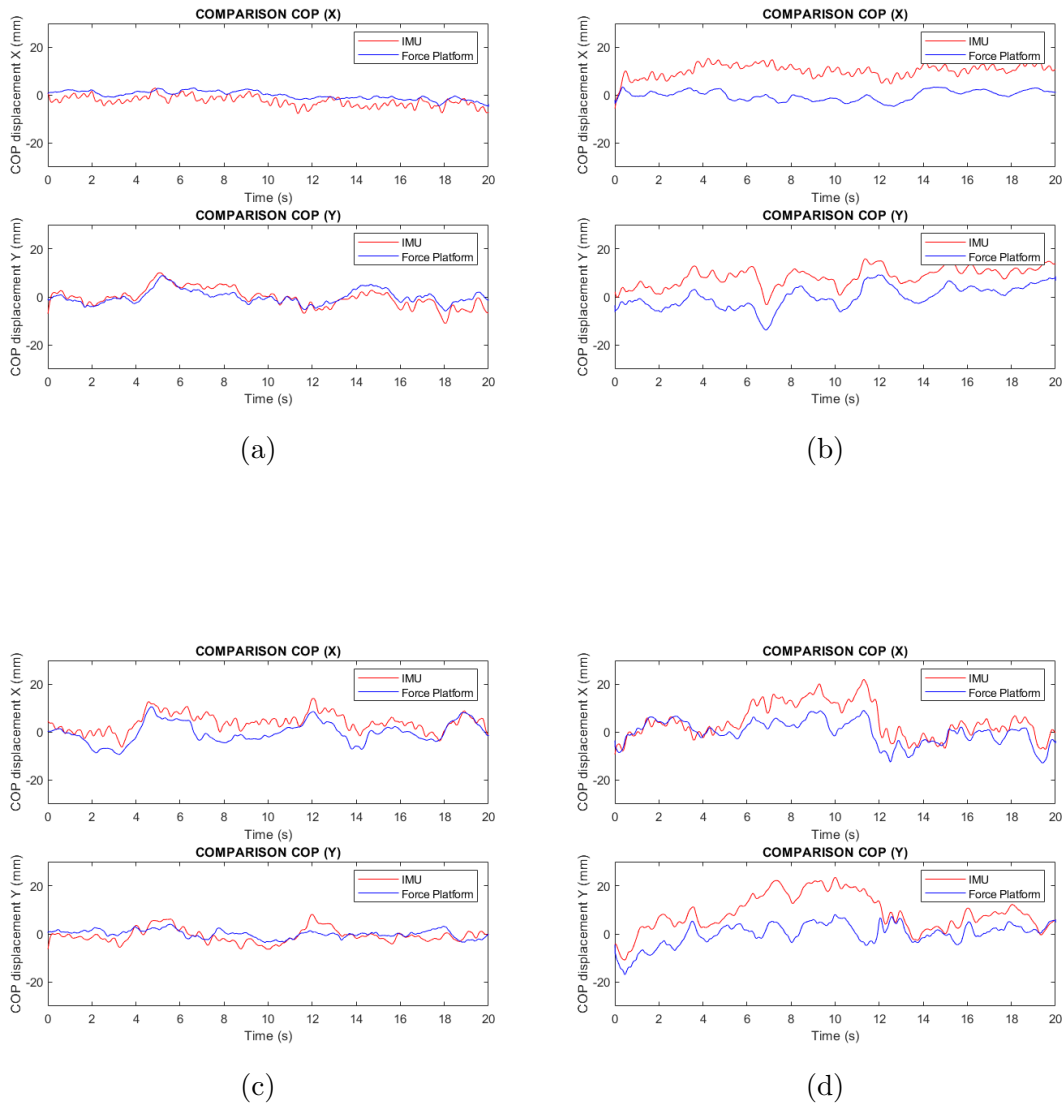 COMPARISON COP (X)
COP displacement X (mm)
20
0
-20
IMU
Force Platform
0 2 4 6 8 10 12 14 16 18 20
Time (s)
COMPARISON COP (Y)
COP displacement Y (mm)
20
0
-20
IMU
Force Platform
0 2 4 6 8 10 12 14 16 18 20
Time (s)
(a)
COMPARISON COP (X)
COP displacement X (mm)
20
0
-20
IMU
Force Platform
0 2 4 6 8 10 12 14 16 18 20
Time (s)
COMPARISON COP (Y)
COP displacement Y (mm)
20
0
-20
IMU
Force Platform
0 2 4 6 8 10 12 14 16 18 20
Time (s)
(b)
COMPARISON COP (X)
COP displacement X (mm)
20
0
-20
IMU
Force Platform
0 2 4 6 8 10 12 14 16 18 20
Time (s)
COMPARISON COP (Y)
COP displacement Y (mm)
20
0
-20
IMU
Force Platform
0 2 4 6 8 10 12 14 16 18 20
Time (s)
(c)
COMPARISON COP (X)
COP displacement X (mm)
20
0
-20
IMU
Force Platform
0 2 4 6 8 10 12 14 16 18 20
Time (s)
COMPARISON COP (Y)
COP displacement Y (mm)
20
0
-20
IMU
Force Platform
0 2 4 6 8 10 12 14 16 18 20
Time (s)
(d)